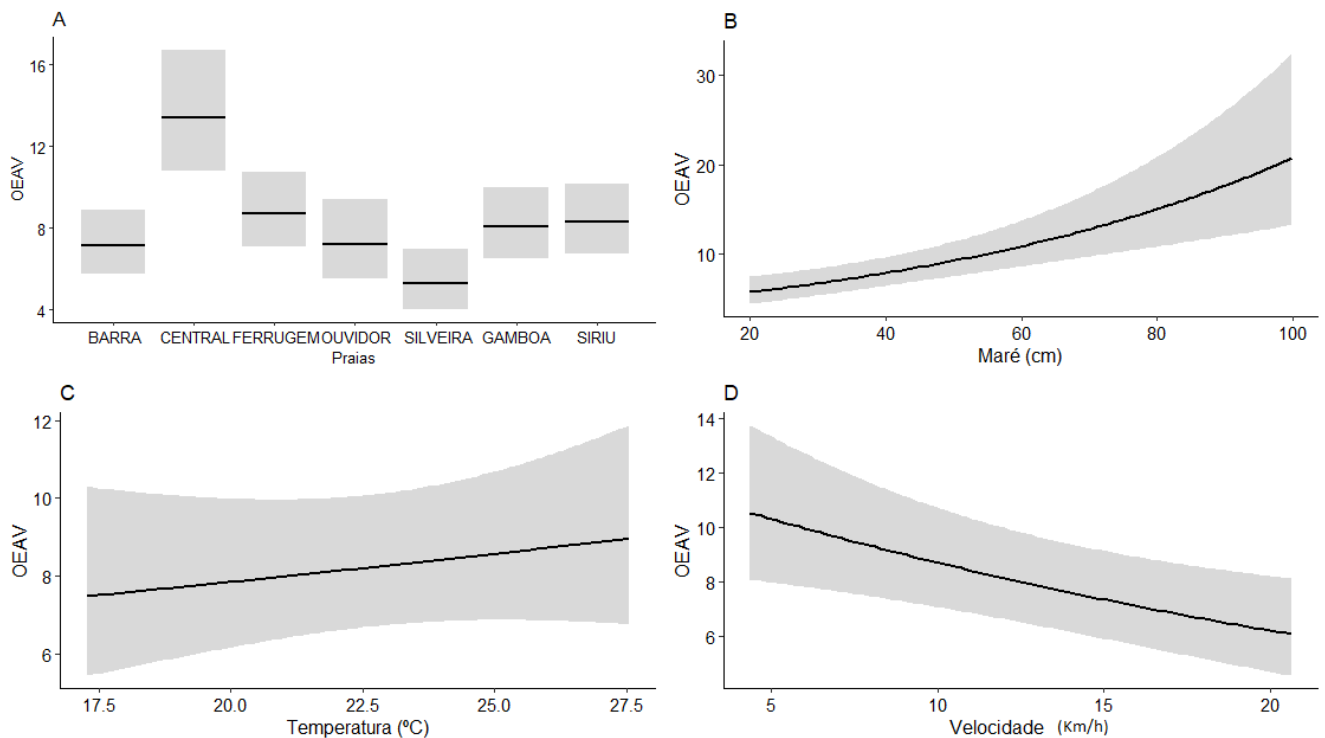 A
OEAV
16
12
8
4
BARRA CENTRAL FERRUGEM OUVIDOR SILVEIRA GAMBOA SIRIU
Praias
B
OEAV
30
20
10
20 40 60 80 100
Maré (cm)
C
OEAV
12
10
8
6
17.5 20.0 22.5 25.0 27.5
Temperatura (ºC)
D
OEAV
14
12
10
8
6
5 10 15 20
Velocidade (Km/h)